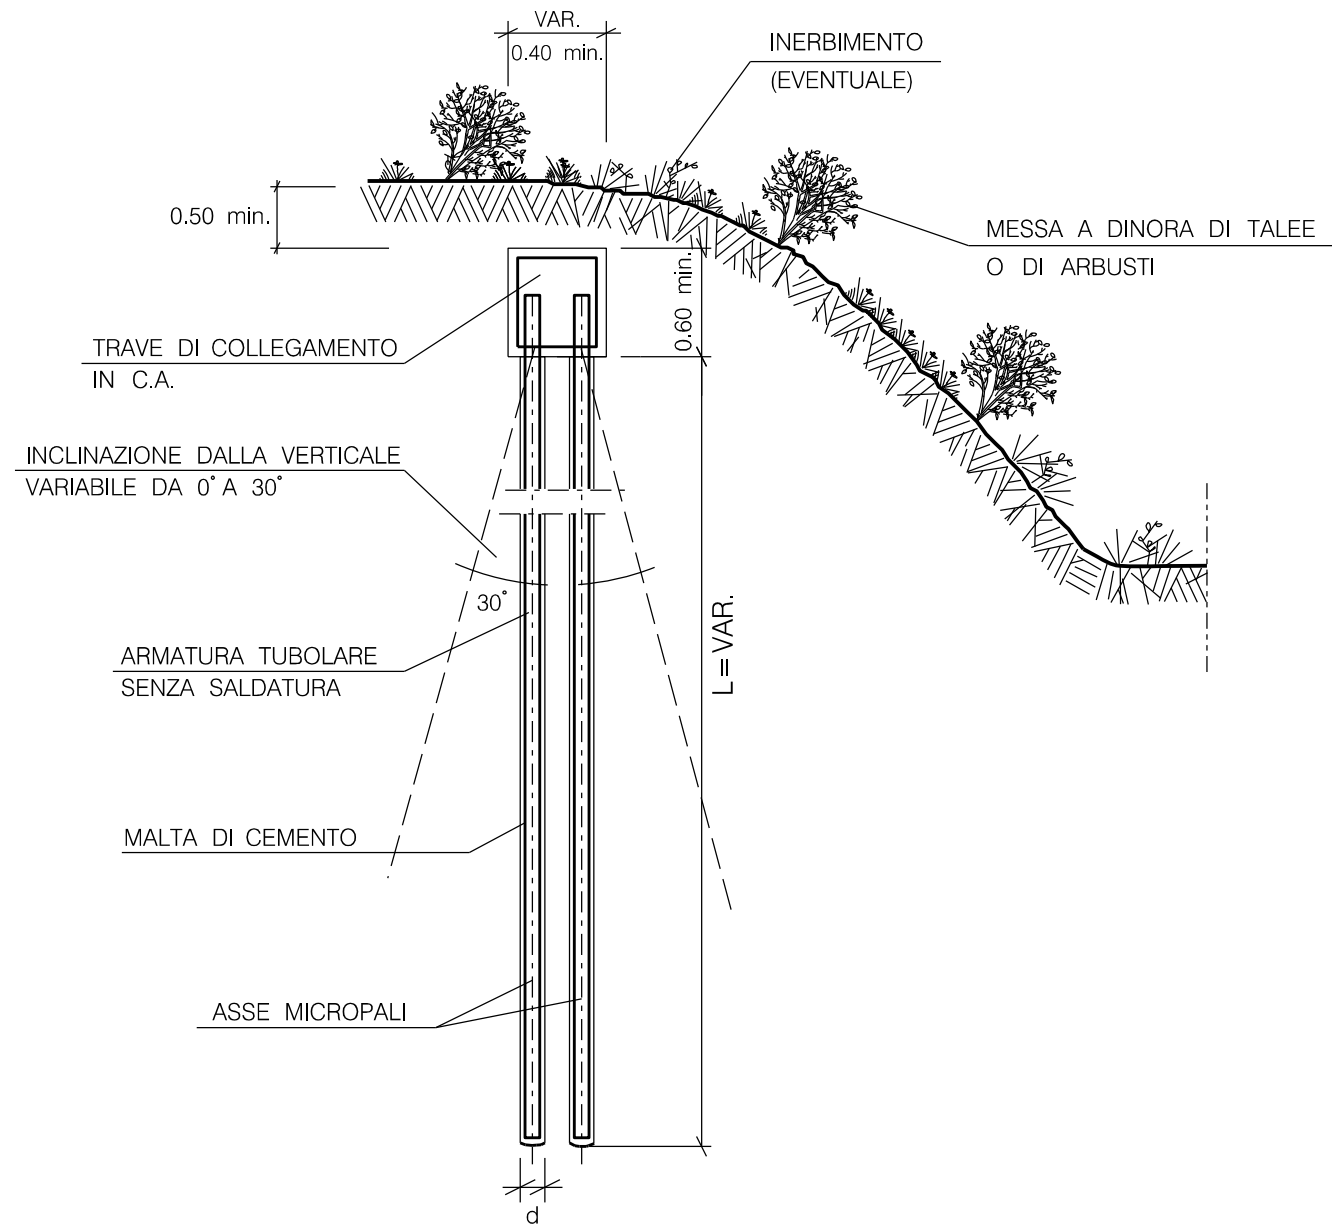 VAR.
0.40 min.
INERBIMENTO
(EVENTUALE)
0.50 min.
MESSA A DINORA DI TALEE
O DI ARBUSTI
0.60 min.
TRAVE DI COLLEGAMENTO
IN C.A.
INCLINAZIONE DALLA VERTICALE
VARIABILE DA 0° A 30°
30°
L=VAR.
ARMATURA TUBOLARE
SENZA SALDATURA
MALTA DI CEMENTO
ASSE MICROPALI
d